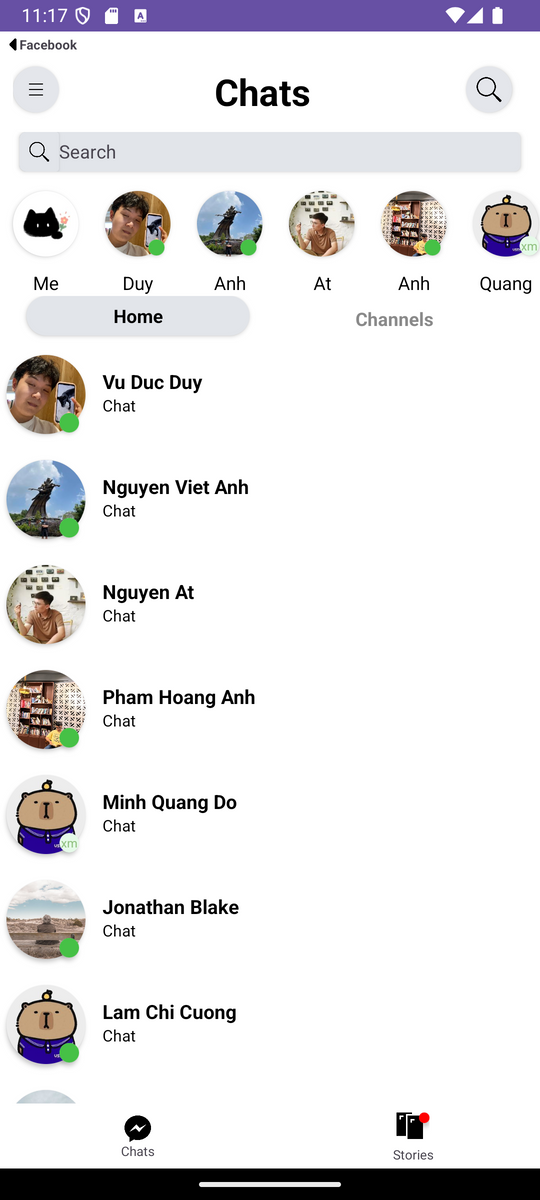 11:17
A
Facebook
Chats
Search
xm
Me
Duy
Anh
At
Anh
Quang
Home
Channels
Vu Duc Duy
Chat
Nguyen Viet Anh
Chat
Nguyen At
Chat
Pham Hoang Anh
Chat
Minh Quang Do
Chat
xm
Jonathan Blake
Chat
Lam Chi Cuong
Chat
Chats
Stories